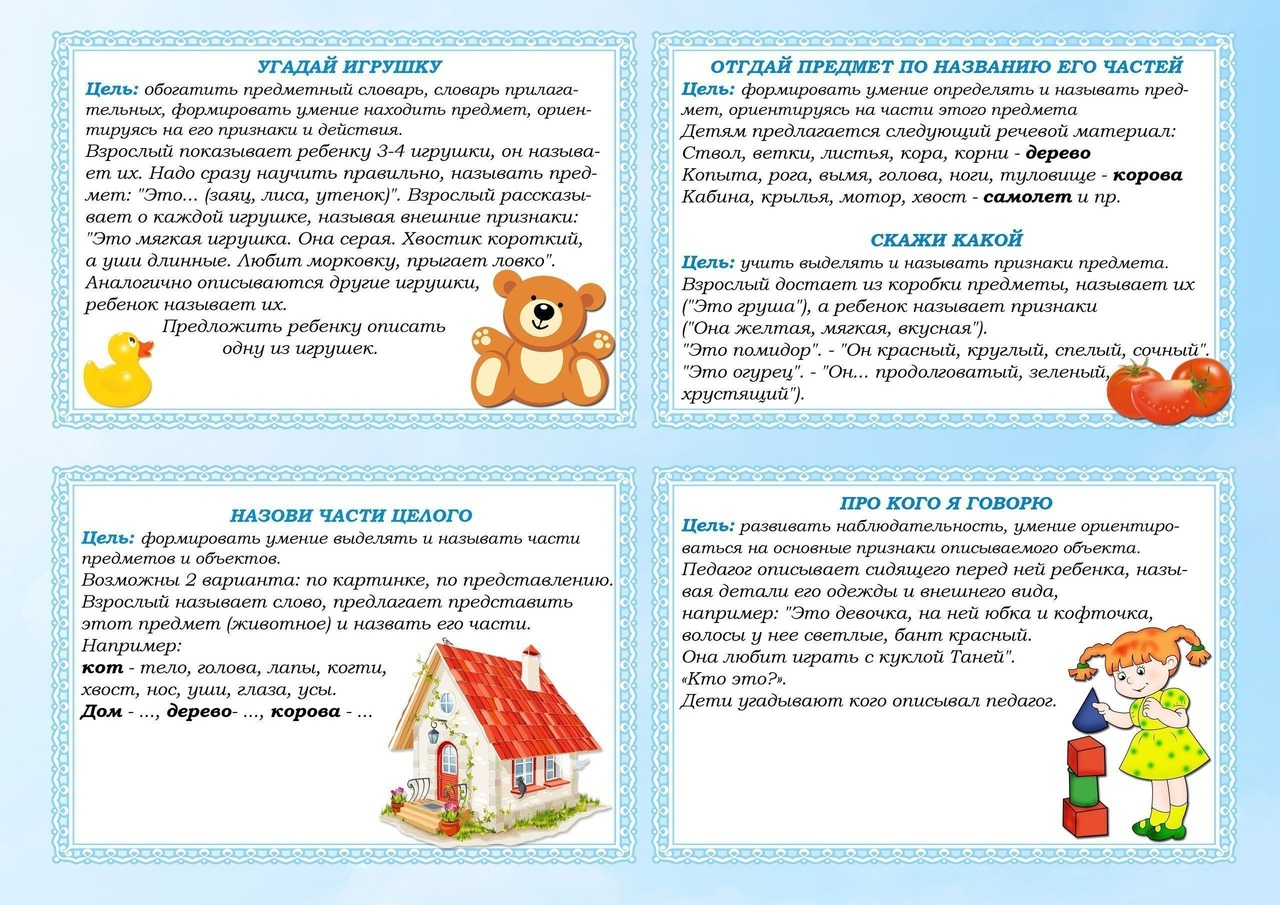 УГАДАЙ ИГРУШКУ
Цель: обогатить предметный словарь, словарь прилага-
тельных, формировать умение находить предмет, ориен-
тируясь на его признаки и действия.
Взрослый показывает ребенку 3-4 игрушки, он называ-
ет их. Надо сразу научить правильно, называть пред-
мет: "Это... (заяц, лиса, утенок)". Взрослый рассказы-
вает о каждой игрушке, называя внешние признаки:
"Это мягкая игрушка. Она серая. Хвостик короткий,
а уши длинные. Любит морковку, прыгает ловко".
Аналогично описываются другие игрушки,
ребенок называет их.
Предложить ребенку описать
одну из игрушек.
ОТГДАЙ ПРЕДМЕТ ПО НАЗВАНИЮ ЕГО ЧАСТЕЙ
Цель: формировать умение определять и называть пред-
мет, ориентируясь на части этого предмета
Детям предлагается следующий речевой материал:
Ствол, ветки, листья, кора, корни - дерево
Копыта, рога, вымя, голова, ноги, туловище - корова
Кабина, крылья, мотор, хвост - самолет и пр.
СКАЖИ КАКОЙ
Цель: учить выделять и называть признаки предмета.
Взрослый достает из коробки предметы, называет их
("Это груша"), а ребенок называет признаки
("Она желтая, мягкая, вкусная").
"Это помидор". - "Он красный, круглый, спелый, сочный".
"Это огурец". - "Он... продолговатый, зеленый,
хрустящий").
НАЗОВИ ЧАСТИ ЦЕЛОГО
Цель: формировать умение выделять и называть части
предметов и объектов.
Возможны 2 варианта: по картинке, по представлению.
Взрослый называет слово, предлагает представить
этот предмет (животное) и назвать его части.
Например:
кот - тело, голова, лапы, когти,
хвост, нос, уши, глаза, усы.
Дом - ..., дерево- ..., корова - ...
ПРО КОГО Я ГОВОРЮ
Цель: развивать наблюдательность, умение ориентиро-
ваться на основные признаки описываемого объекта.
Педагог описывает сидящего перед ней ребенка, назы-
вая детали его одежды и внешнего вида,
например: "Это девочка, на ней юбка и кофточка,
волосы у нее светлые, бант красный.
Она любит играть с куклой Таней".
«Кто это?».
Дети угадывают кого описывал педагог.